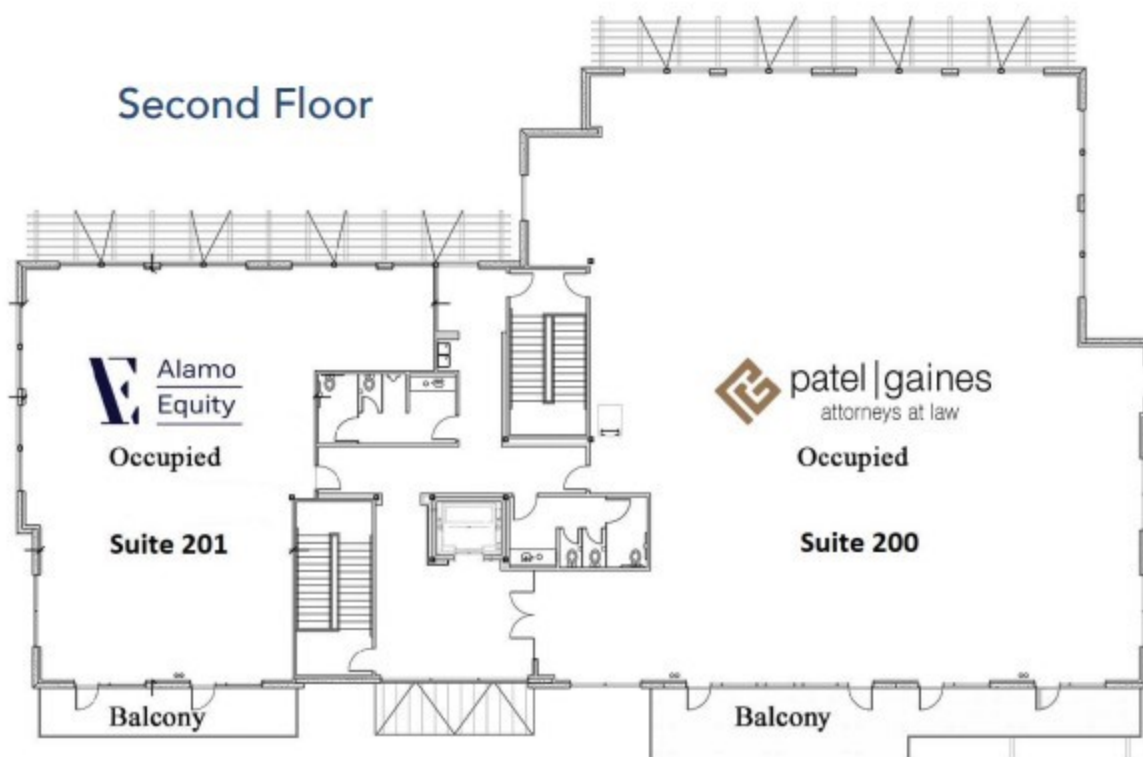 Second Floor
Alamo
Equity
Occupied
Suite 201
Balcony
patel|gaines
attorneys at law
Occupied
Suite 200
Balcony